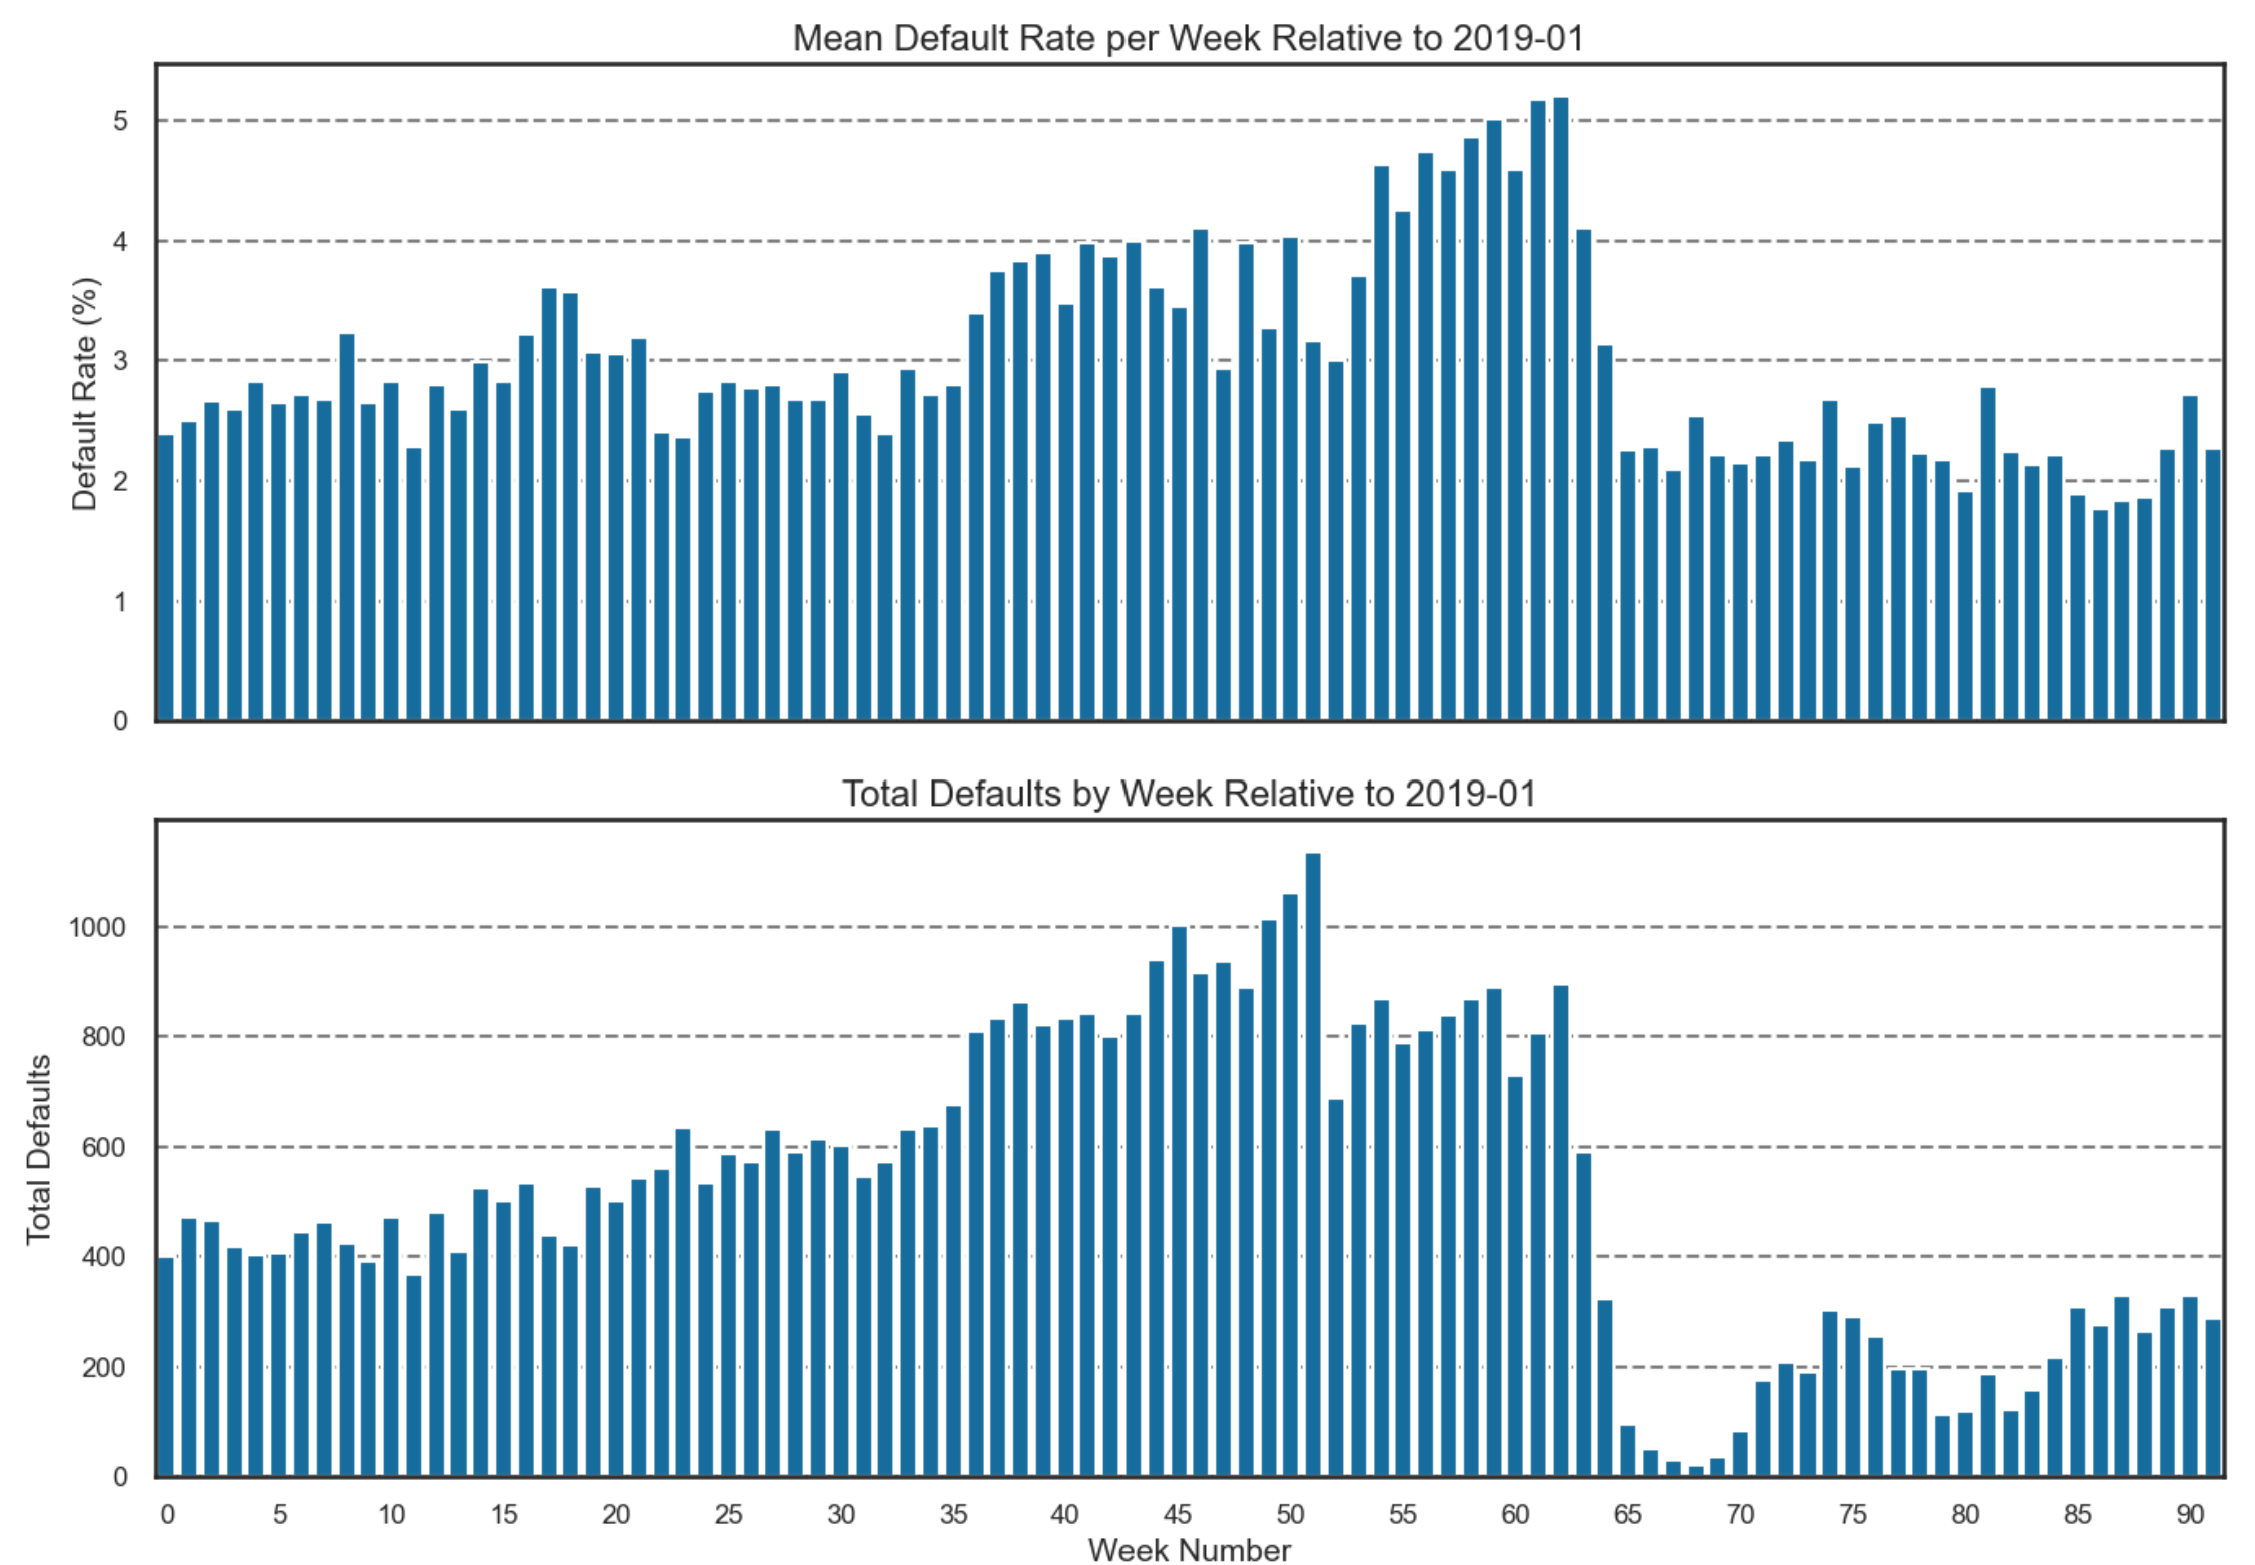 Mean Default Rate per Week Relative to 2019-01
Default Rate (%)
5
4
3
2
1
0
Total Defaults by Week Relative to 2019-01
Total Defaults
1000
800
600
400
200
0
0 5 10 15 20 25 30 35 40 45 50 55 60 65 70 75 80 85 90
Week Number